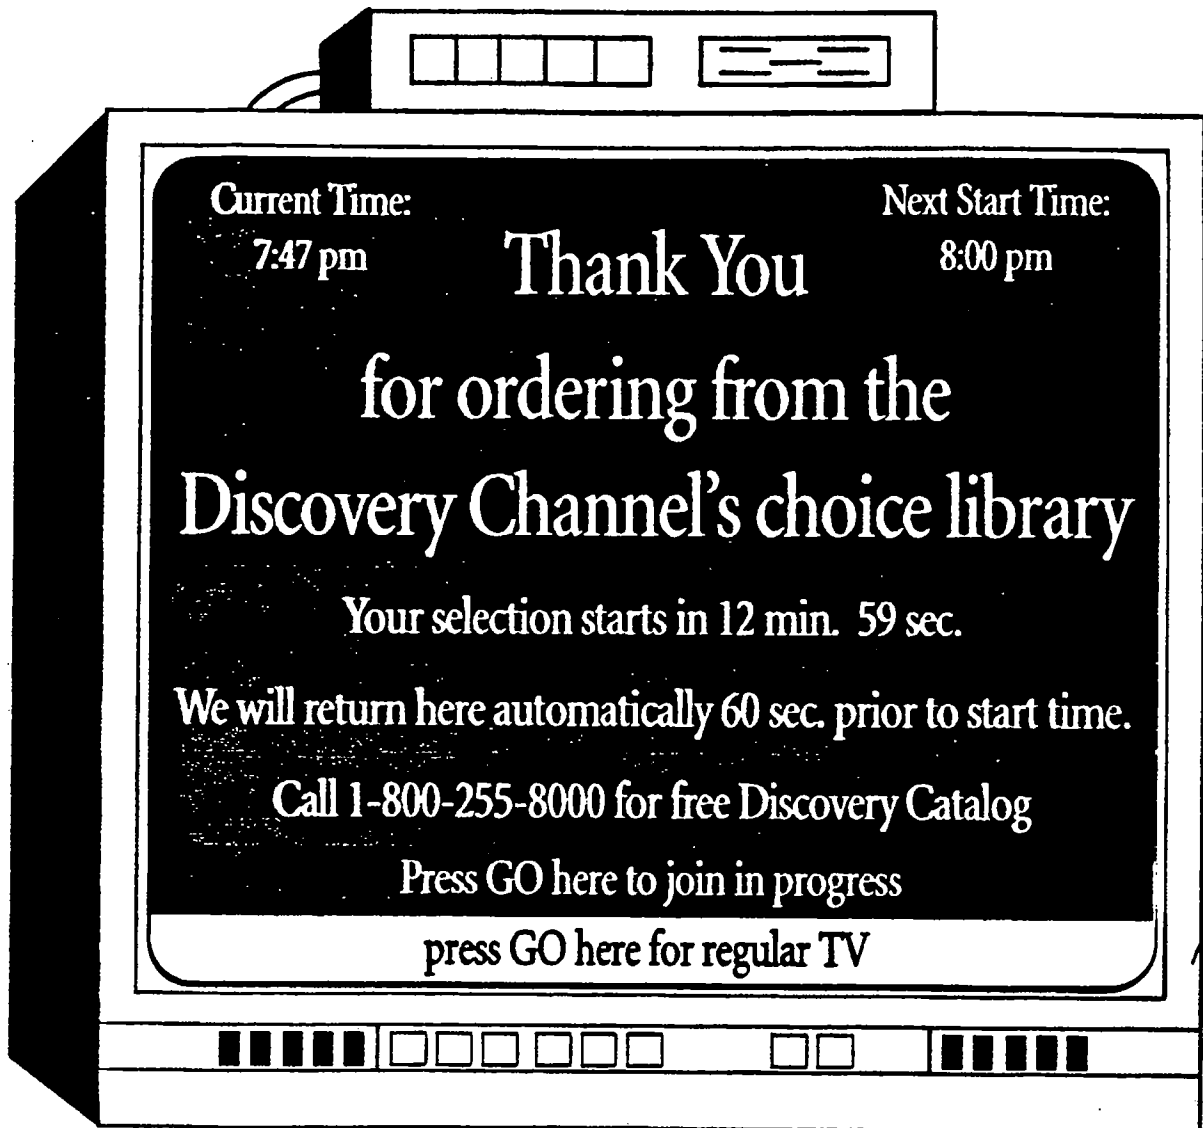 Current Time:
7:47 pm
Next Start Time:
8:00 pm
Thank You
for ordering from the
Discovery Channel's choice library
Your selection starts in 12 min. 59 sec.
We will return here automatically 60 sec. prior to start time.
Call 1-800-255-8000 for free Discovery Catalog
Press GO here to join in progress
press GO here for regular TV